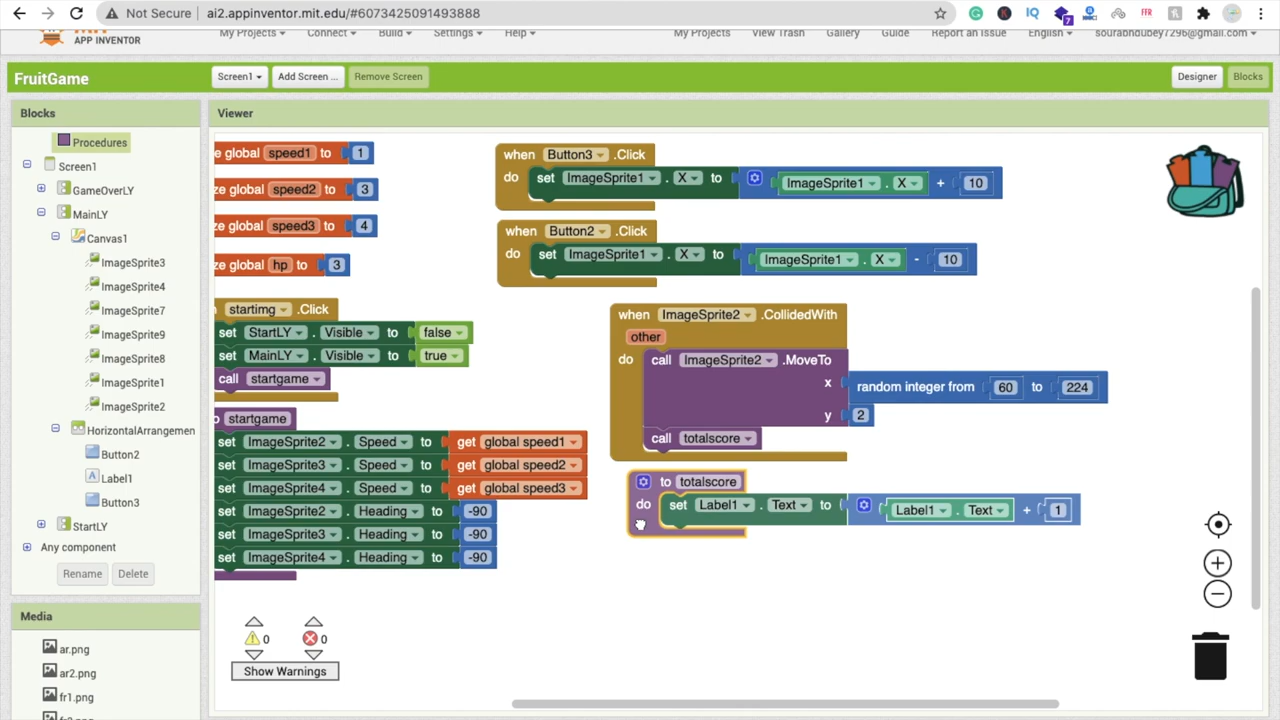 Not Secure | ai2.appinventor.mit.edu/#6073425091493888
APP INVENTOR
My Projects Connect Build Settings Help My Projects View Trash Gallery Guide Report an Issue English sourabhdubey7296@gmail.com
FruitGame Screen1 Add Screen ... Remove Screen Designer Blocks
Blocks
Viewer
Procedures
Screen1
GameOverLY
MainLY
Canvas1
ImageSprite3
ImageSprite4
ImageSprite7
ImageSprite9
ImageSprite8
ImageSprite1
ImageSprite2
HorizontalArrangemen
Button2
Label1
Button3
StartLY
Any component
Rename Delete
Media
ar.png
ar2.png
fr1.png
e global speed1 to 1
ze global speed2 to 3
e global speed3 to 4
ze global hp to 3
startimg .Click
set StartLY . Visible to false
set MainLY . Visible to true
call startgame
startgame
set ImageSprite2 . Speed to get global speed1
set ImageSprite3 . Speed to get global speed2
set ImageSprite4 . Speed to get global speed3
set ImageSprite2 . Heading to -90
set ImageSprite3 . Heading to -90
set ImageSprite4 . Heading to -90
when Button3 .Click
do set ImageSprite1 . X to ImageSprite1 . X + 10
when Button2 .Click
do set ImageSprite1 . X to ImageSprite1 . X - 10
when ImageSprite2 .CollidedWith
other
do call ImageSprite2 .MoveTo
x random integer from 60 to 224
y 2
call totalscore
to totalscore
do set Label1 . Text to Label1 . Text + 1
0 0
Show Warnings